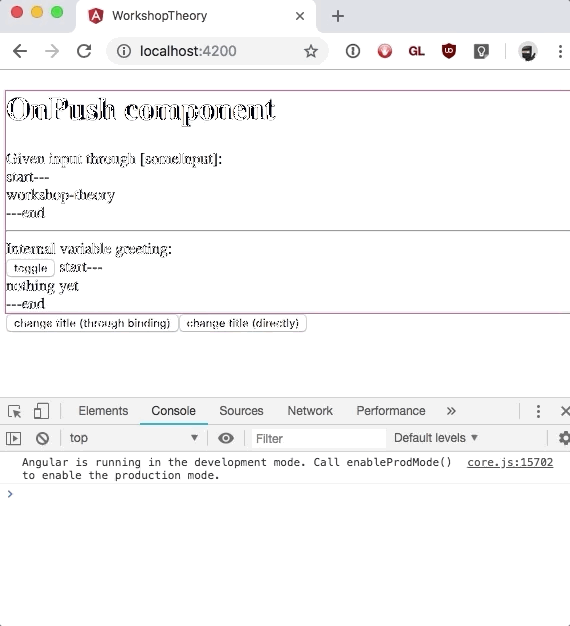 WorkshopTheory
localhost:4200
GL
OnPush component
Given input through [someInput]:
start---
workshop-theory
---end
Internal variable greeting:
toggle start---
nothing yet
---end
change title (through binding) change title (directly)
Elements Console Sources Network Performance
top Filter Default levels
Angular is running in the development mode. Call enableProdMode() core.js:15702
to enable the production mode.